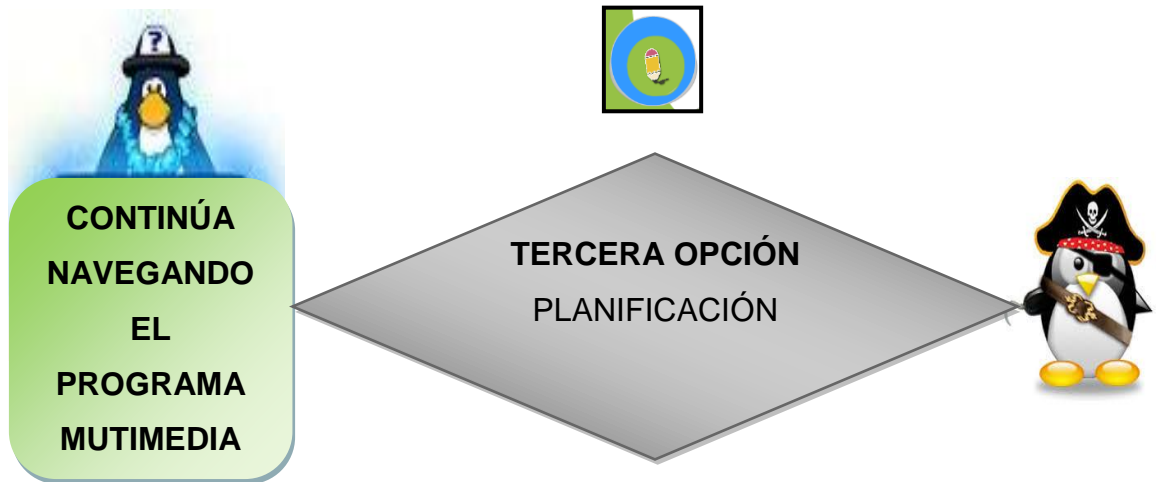 ?
CONTINÚA
NAVEGANDO
EL
PROGRAMA
MUTIMEDIA
TERCERA OPCIÓN
PLANIFICACIÓN